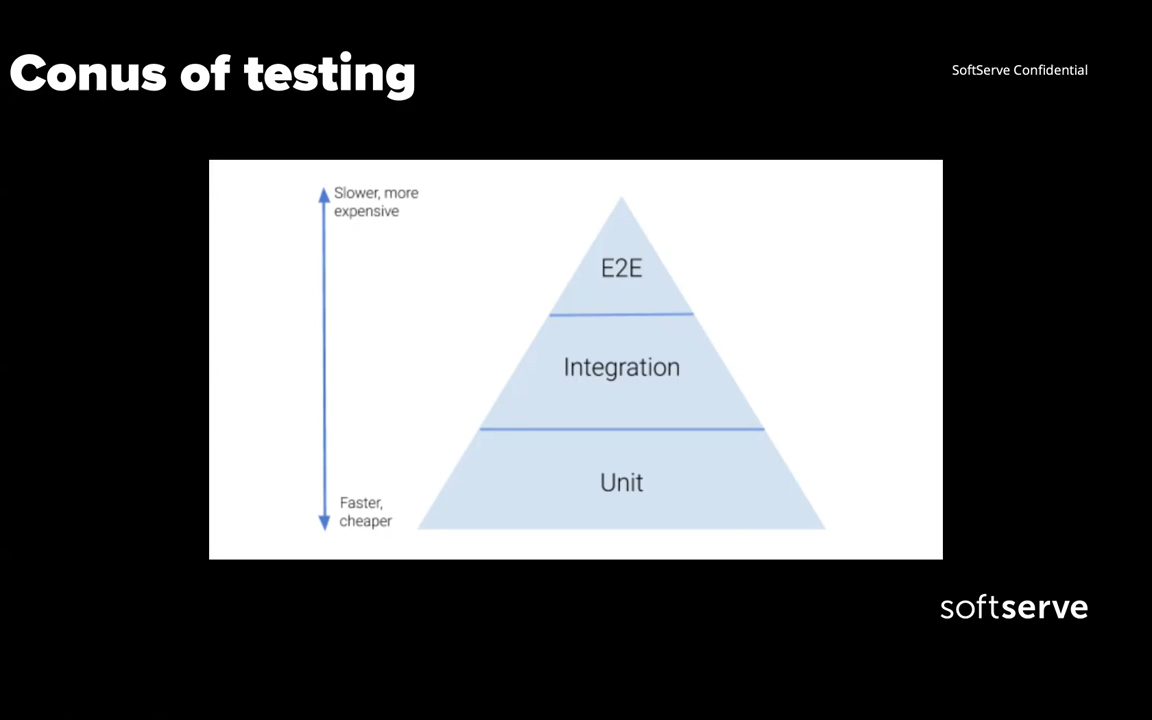 Conus of testing
SoftServe Confidential
Slower, more
expensive
E2E
Integration
Unit
Faster,
cheaper
softserve